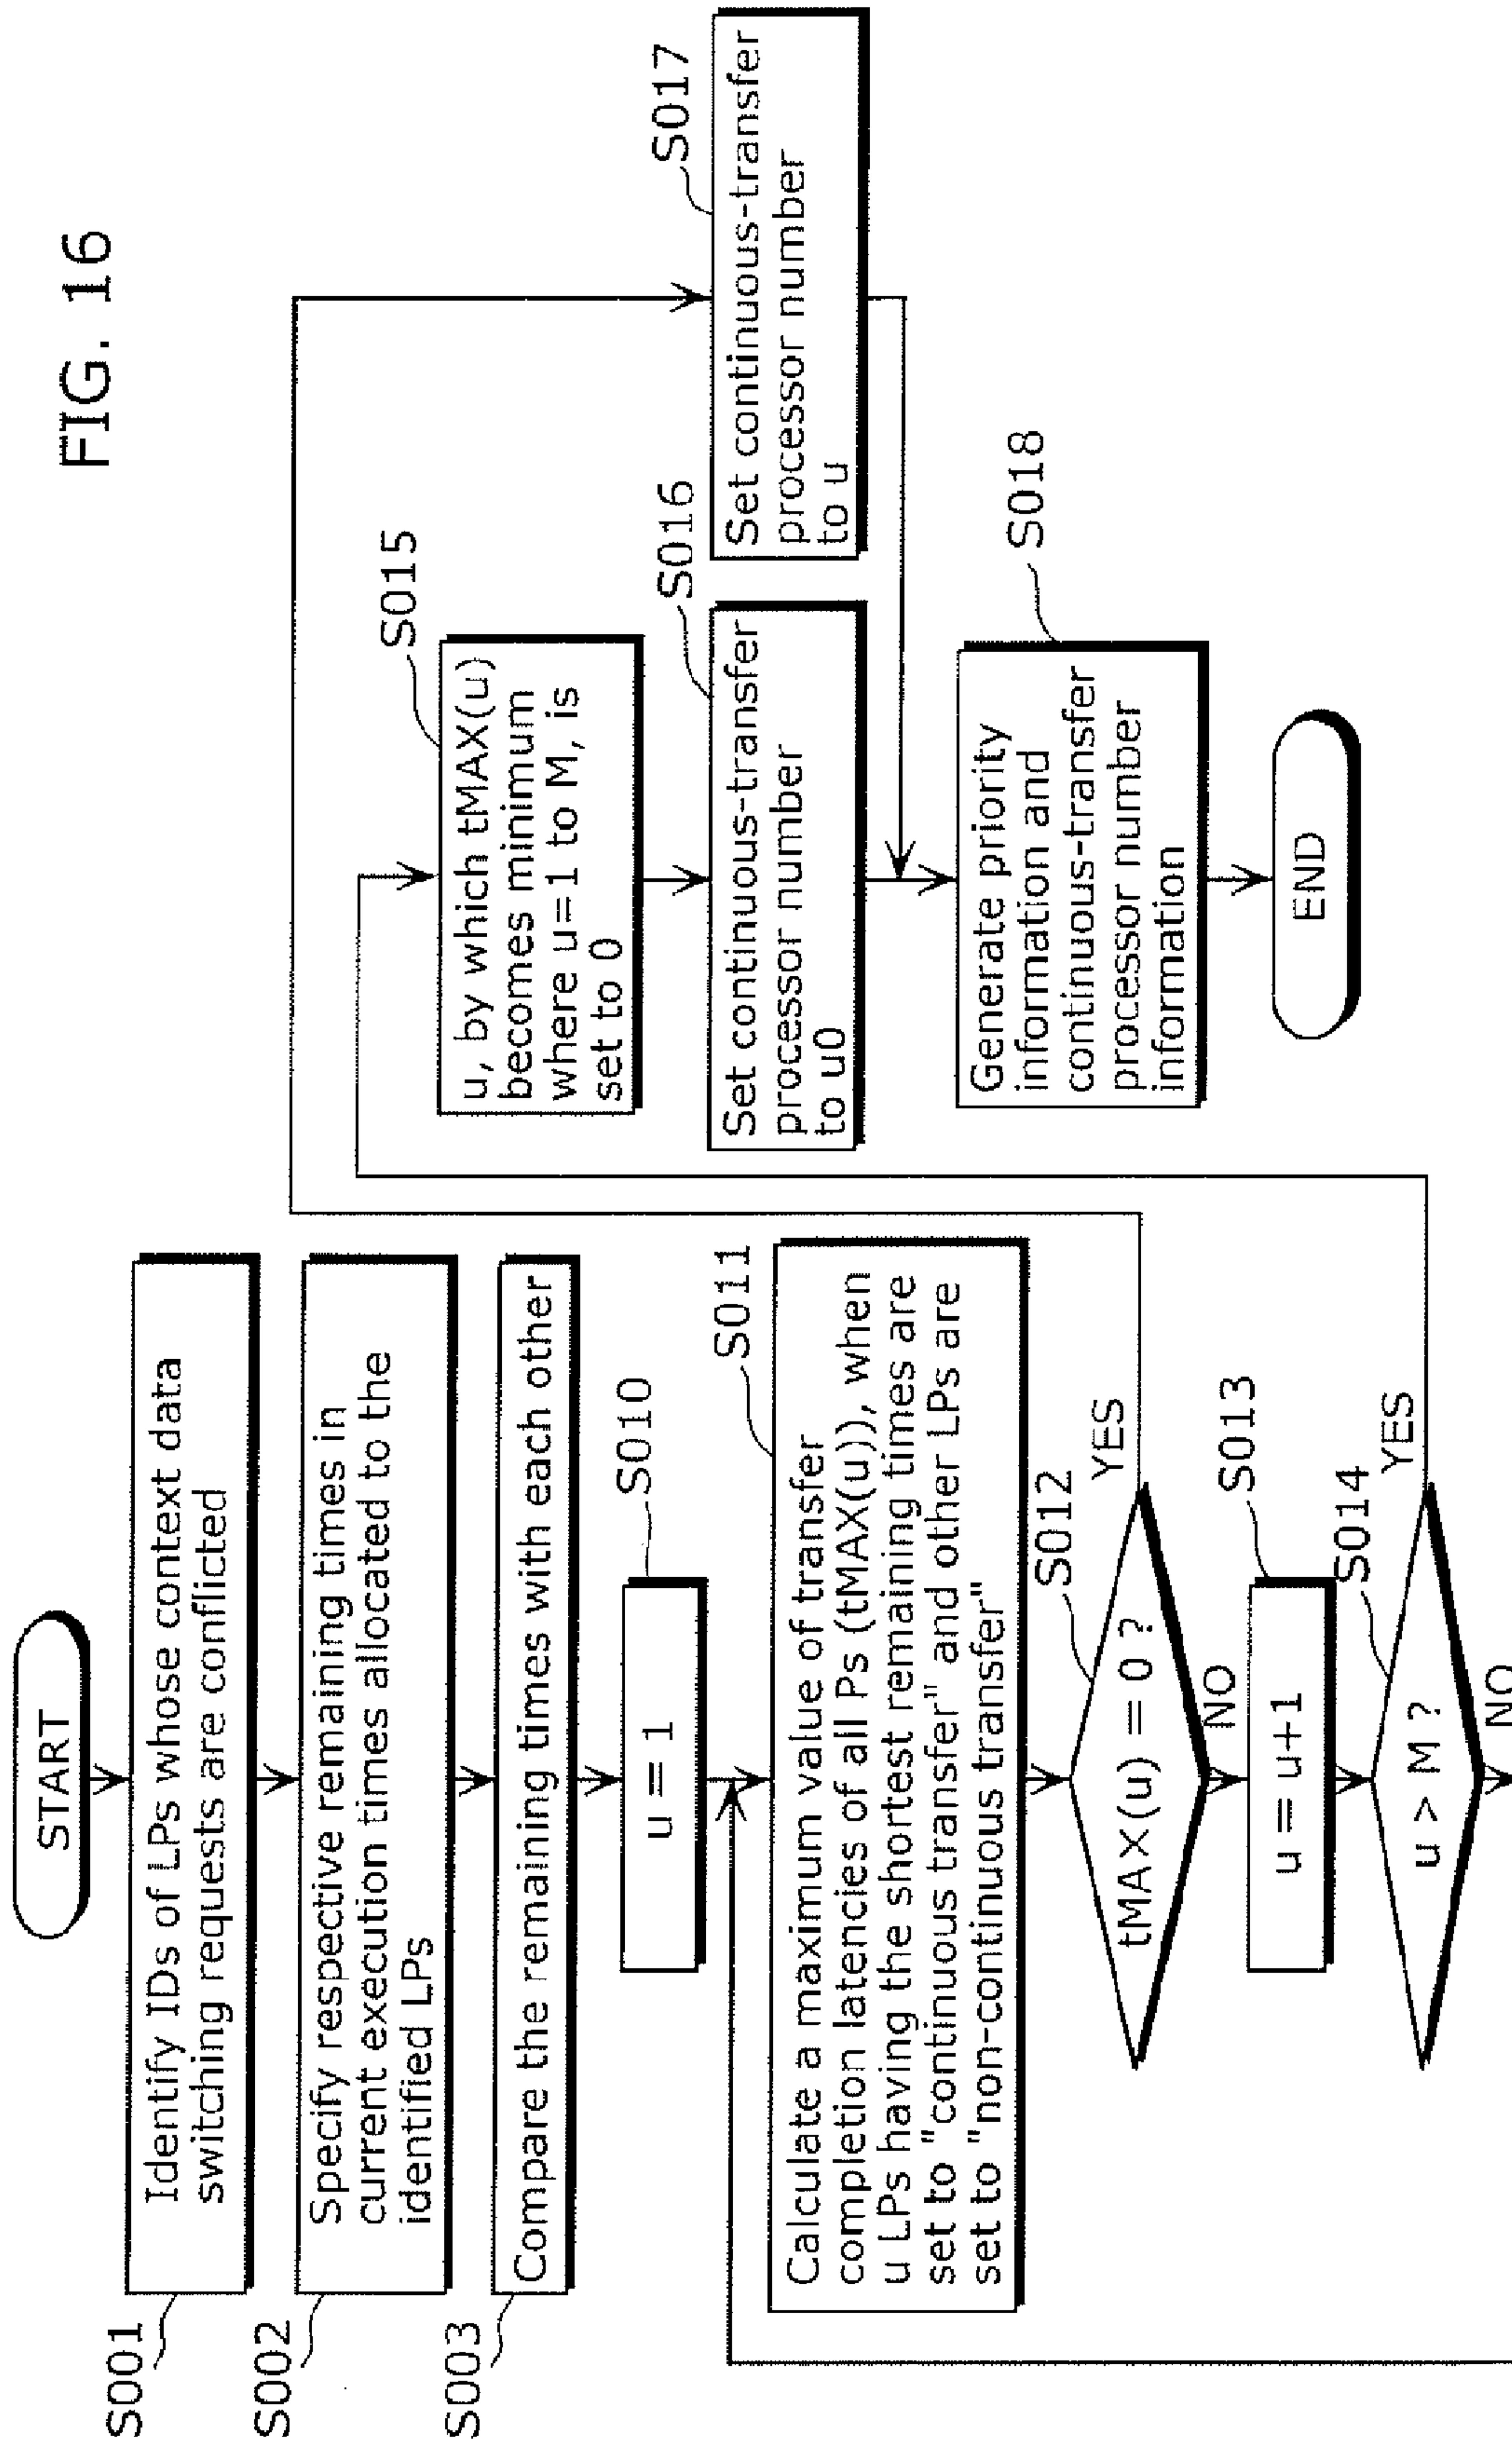 FIG. 16
START
S001
Identify IDs of LPs whose context data
switching requests are conflicted
S002
Specify respective remaining times in
current execution times allocated to the
identified LPs
S003
Compare the remaining times with each other
S010
u = 1
S011
Calculate a maximum value of transfer
completion latencies of all Ps (tMAX(u)), when
u LPs having the shortest remaining times are
set to "continuous transfer" and other LPs are
set to "non-continuous transfer"
S012
tMAX(u) = 0 ?
YES
NO
S013
u = u+1
S014
u > M ?
YES
NO
S015
u, by which tMAX(u)
becomes minimum
where u=1 to M, is
set to 0
S016
Set continuous-transfer
processor number
to u0
S017
Set continuous-transfer
processor number
to u
S018
Generate priority
information and
continuous-transfer
processor number
information
END